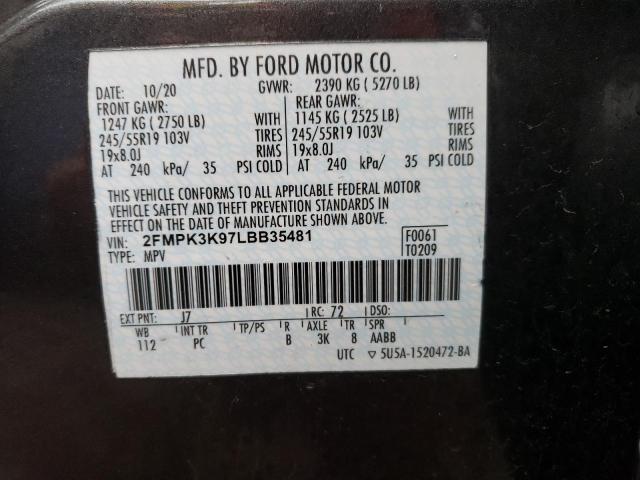 MFD. BY FORD MOTOR CO.
DATE: 10/20 GVWR: 2390 KG ( 5270 LB)
FRONT GAWR: REAR GAWR:
1247 KG ( 2750 LB) WITH 1145 KG ( 2525 LB) WITH
245/55R19 103V TIRES 245/55R19 103V TIRES
19x8.0J RIMS 19x8.0J RIMS
AT 240 kPa/ 35 PSI COLD AT 240 kPa/ 35 PSI COLD
THIS VEHICLE CONFORMS TO ALL APPLICABLE FEDERAL MOTOR
VEHICLE SAFETY AND THEFT PREVENTION STANDARDS IN
EFFECT ON THE DATE OF MANUFACTURE SHOWN ABOVE.
VIN: 2FMPK3K97LBB35481 F0061
TYPE: MPV T0209
EXT PNT: J7 RC: 72 DSO:
WB INT TR TP/PS R AXLE TR SPR
112 PC B 3K 8 AABB
UTC ▽ 5U5A-1520472-BA